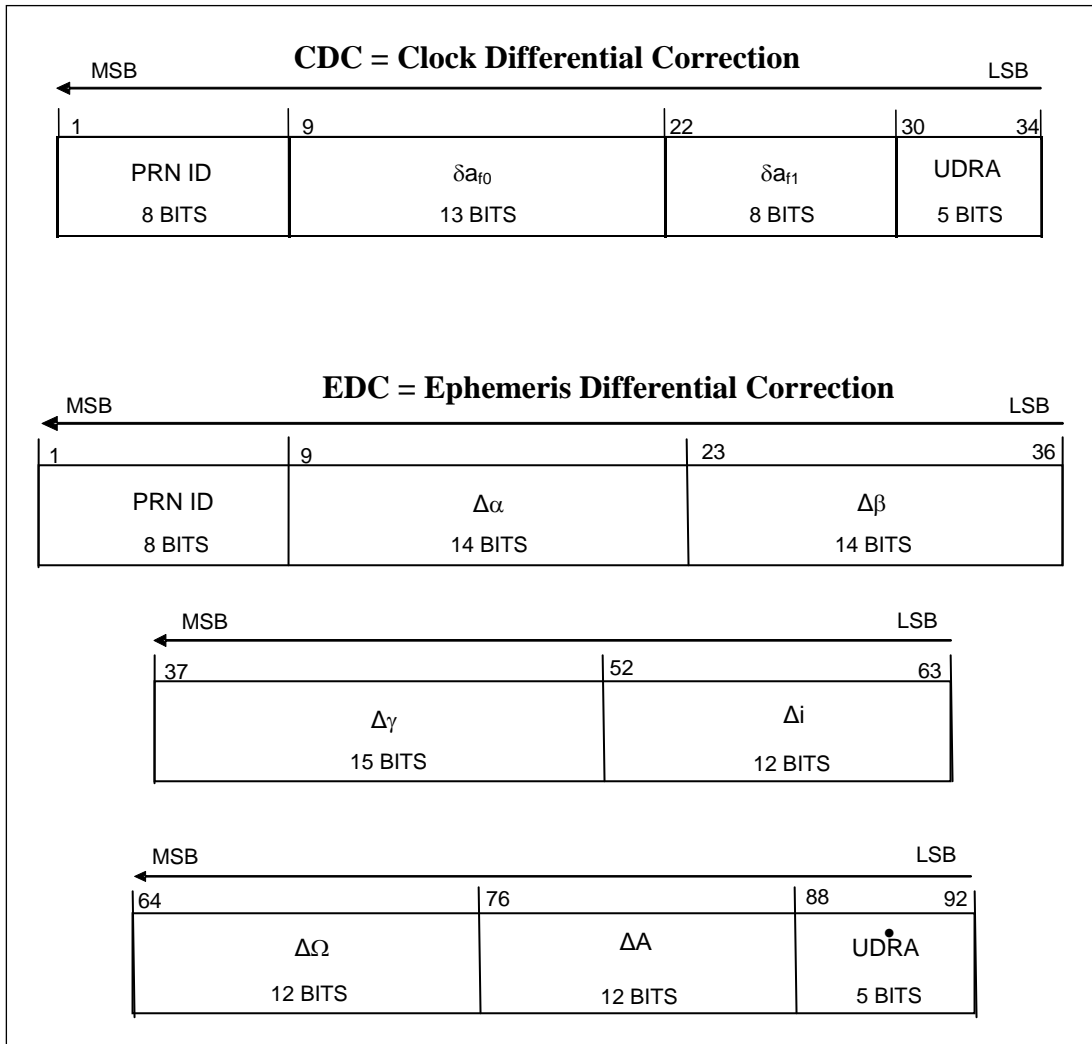 CDC = Clock Differential Correction
MSB LSB
1 9 22 30 34
PRN ID δaf0 δaf1 UDRA
8 BITS 13 BITS 8 BITS 5 BITS
EDC = Ephemeris Differential Correction
MSB LSB
1 9 23 36
PRN ID Δα Δβ
8 BITS 14 BITS 14 BITS
MSB LSB
37 52 63
Δγ Δi
15 BITS 12 BITS
MSB LSB
64 76 88 92
ΔΩ ΔA UDṘA
12 BITS 12 BITS 5 BITS